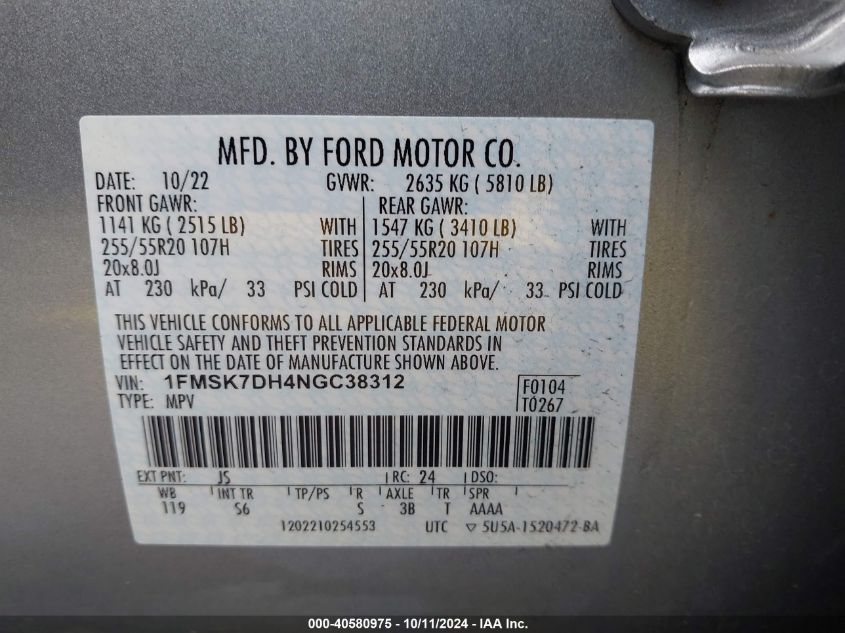 MFD. BY FORD MOTOR CO.
DATE: 10/22 GVWR: 2635 KG ( 5810 LB)
FRONT GAWR: REAR GAWR:
1141 KG ( 2515 LB) WITH 1547 KG ( 3410 LB) WITH
255/55R20 107H TIRES 255/55R20 107H TIRES
20x8.0J RIMS 20x8.0J RIMS
AT 230 kPa/ 33 PSI COLD AT 230 kPa/ 33 PSI COLD
THIS VEHICLE CONFORMS TO ALL APPLICABLE FEDERAL MOTOR
VEHICLE SAFETY AND THEFT PREVENTION STANDARDS IN
EFFECT ON THE DATE OF MANUFACTURE SHOWN ABOVE.
VIN: 1FMSK7DH4NGC38312 F0104
TYPE: MPV T0267
EXT PNT: JS RC: 24 DSO:
WB INT TR TP/PS R AXLE TR SPR
119 S6 S 3B T AAAA
1202210254553 UTC ▽ 5U5A-1520472-BA
000-40580975 - 10/11/2024 - IAA Inc.